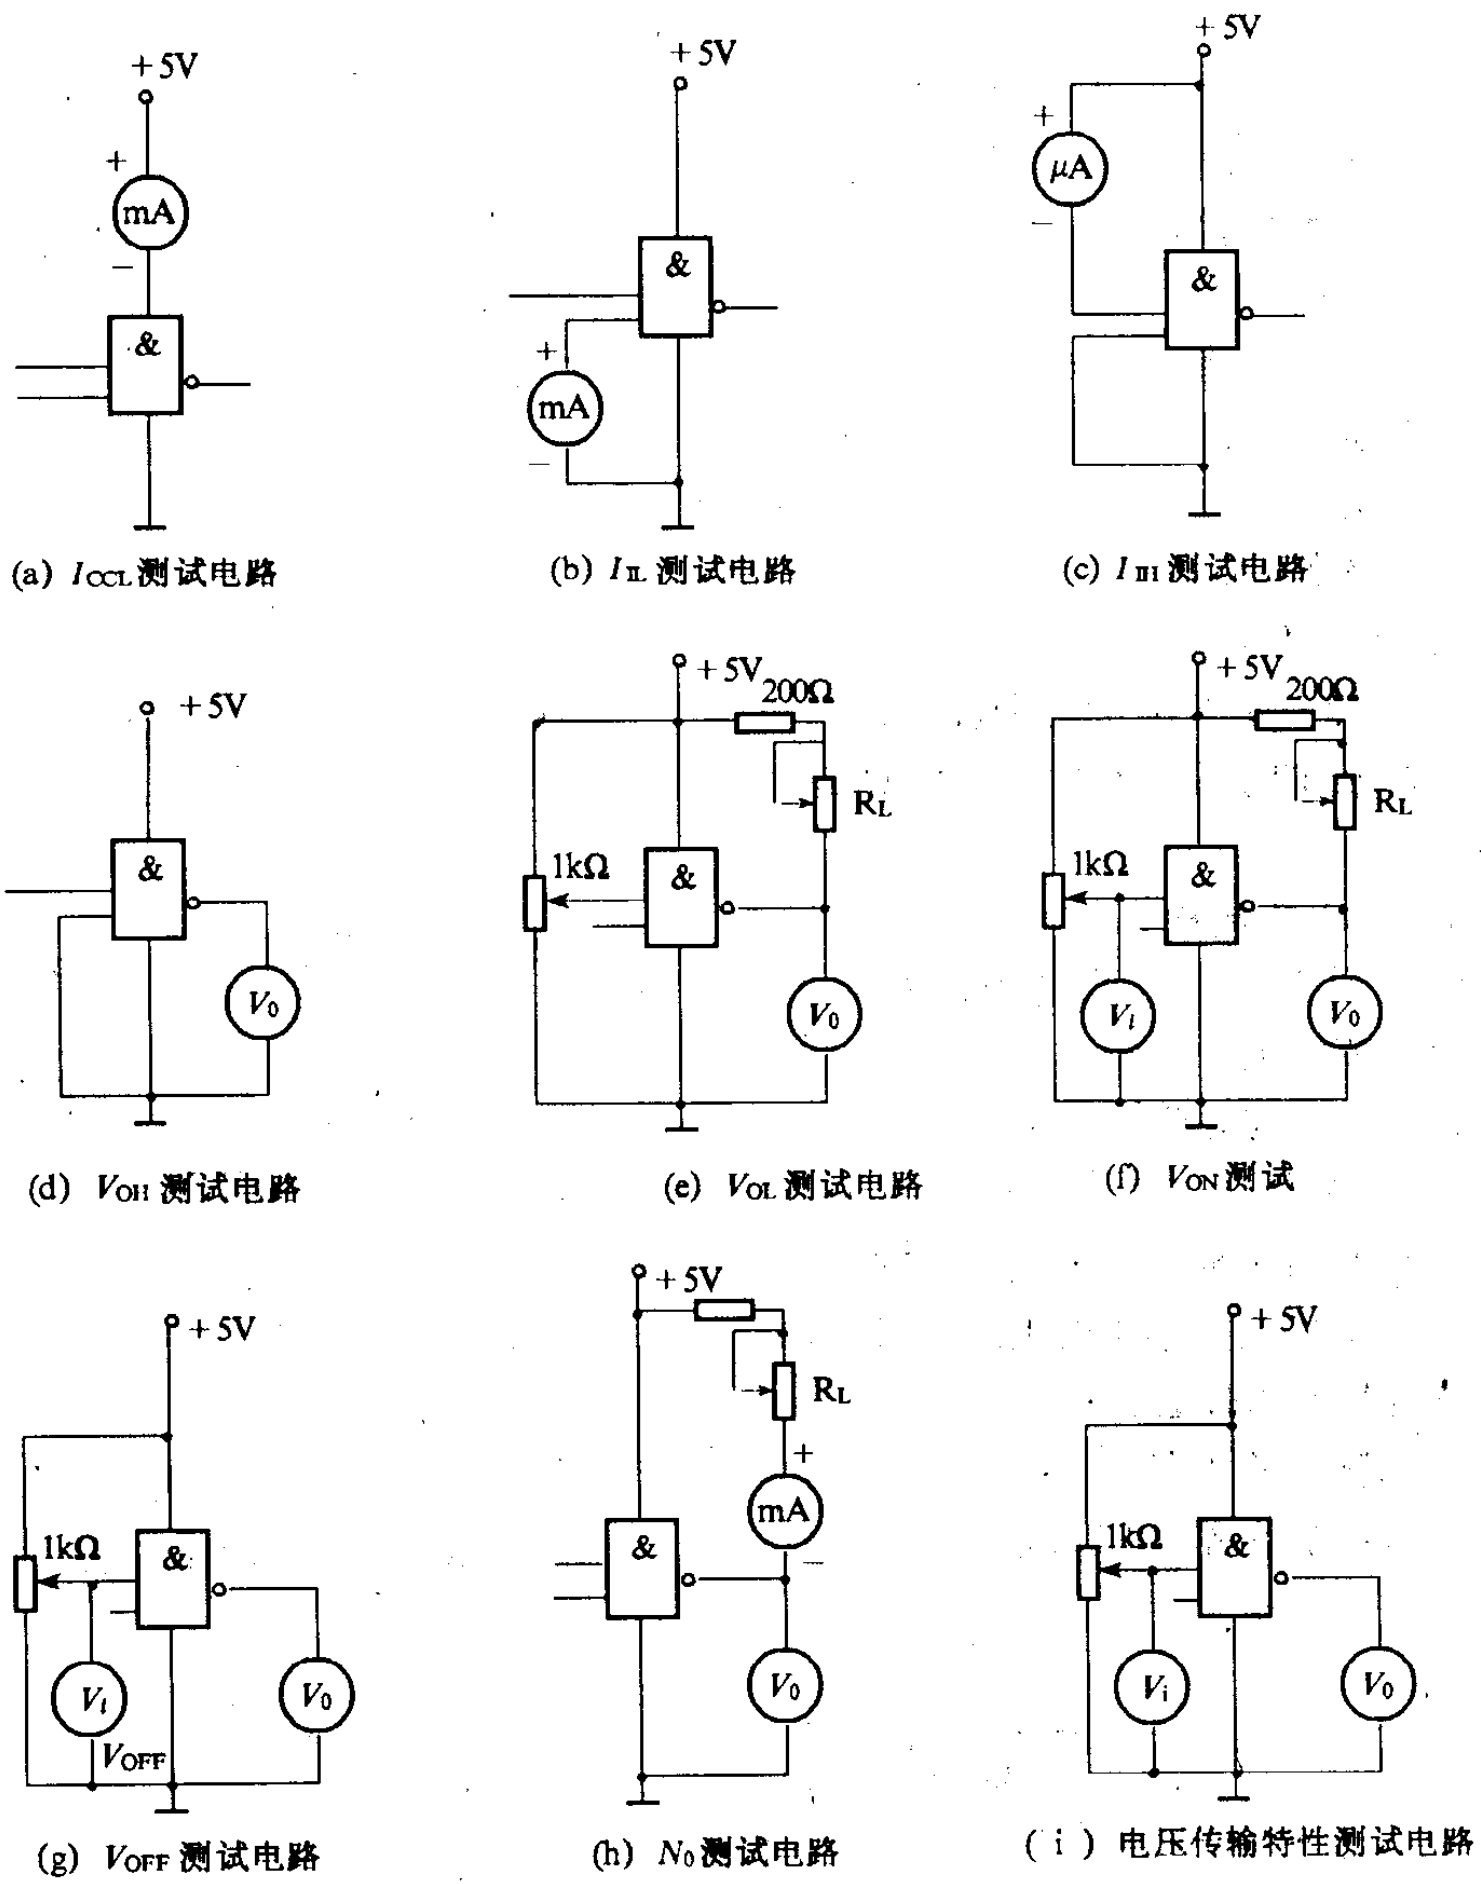 +5V
+
mA
−
&
(a) I_CCL 测试电路
+5V
&
+
mA
−
(b) I_IL 测试电路
+5V
+
μA
−
&
(c) I_IH 测试电路
+5V
&
V0
(d) V_OH 测试电路
+5V
200Ω
RL
1kΩ
&
V0
(e) V_OL 测试电路
+5V
200Ω
RL
1kΩ
&
Vi
V0
(f) V_ON 测试
+5V
1kΩ
&
Vi
V0
V_OFF
(g) V_OFF 测试电路
+5V
RL
+
mA
−
&
V0
(h) N0 测试电路
+5V
1kΩ
&
Vi
V0
(i) 电压传输特性测试电路